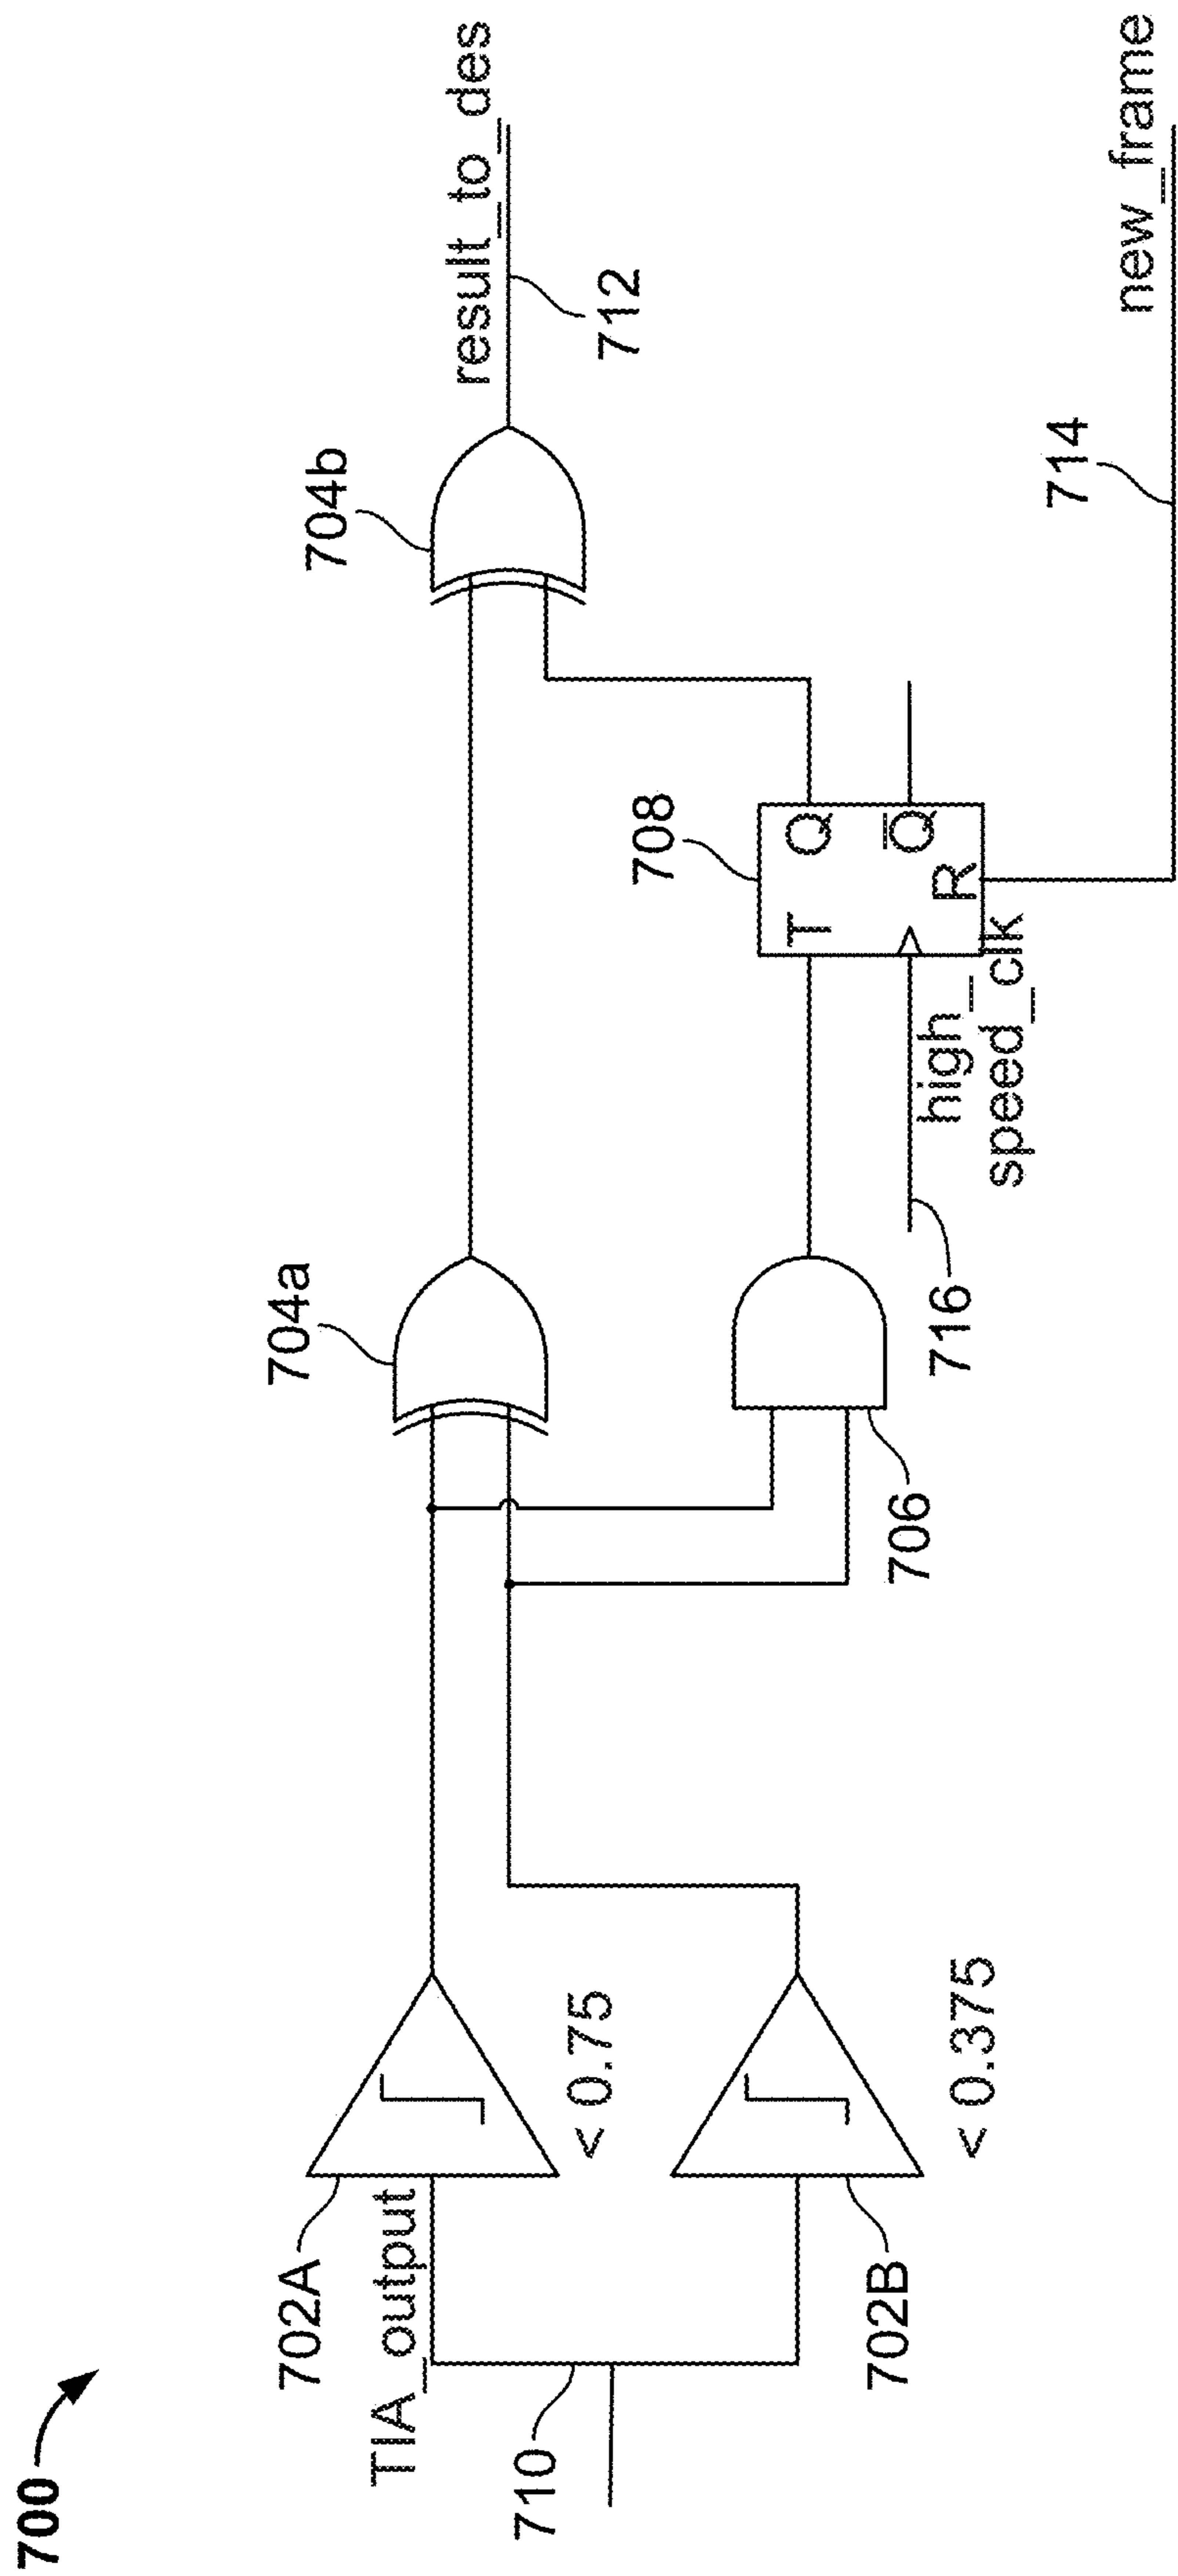 700
704a
704b
result_to_des
712
702A
TIA_output
< 0.75
710
708
T
Q
Q̅
R
702B
< 0.375
706
716
high_
speed_clk
714
new_frame